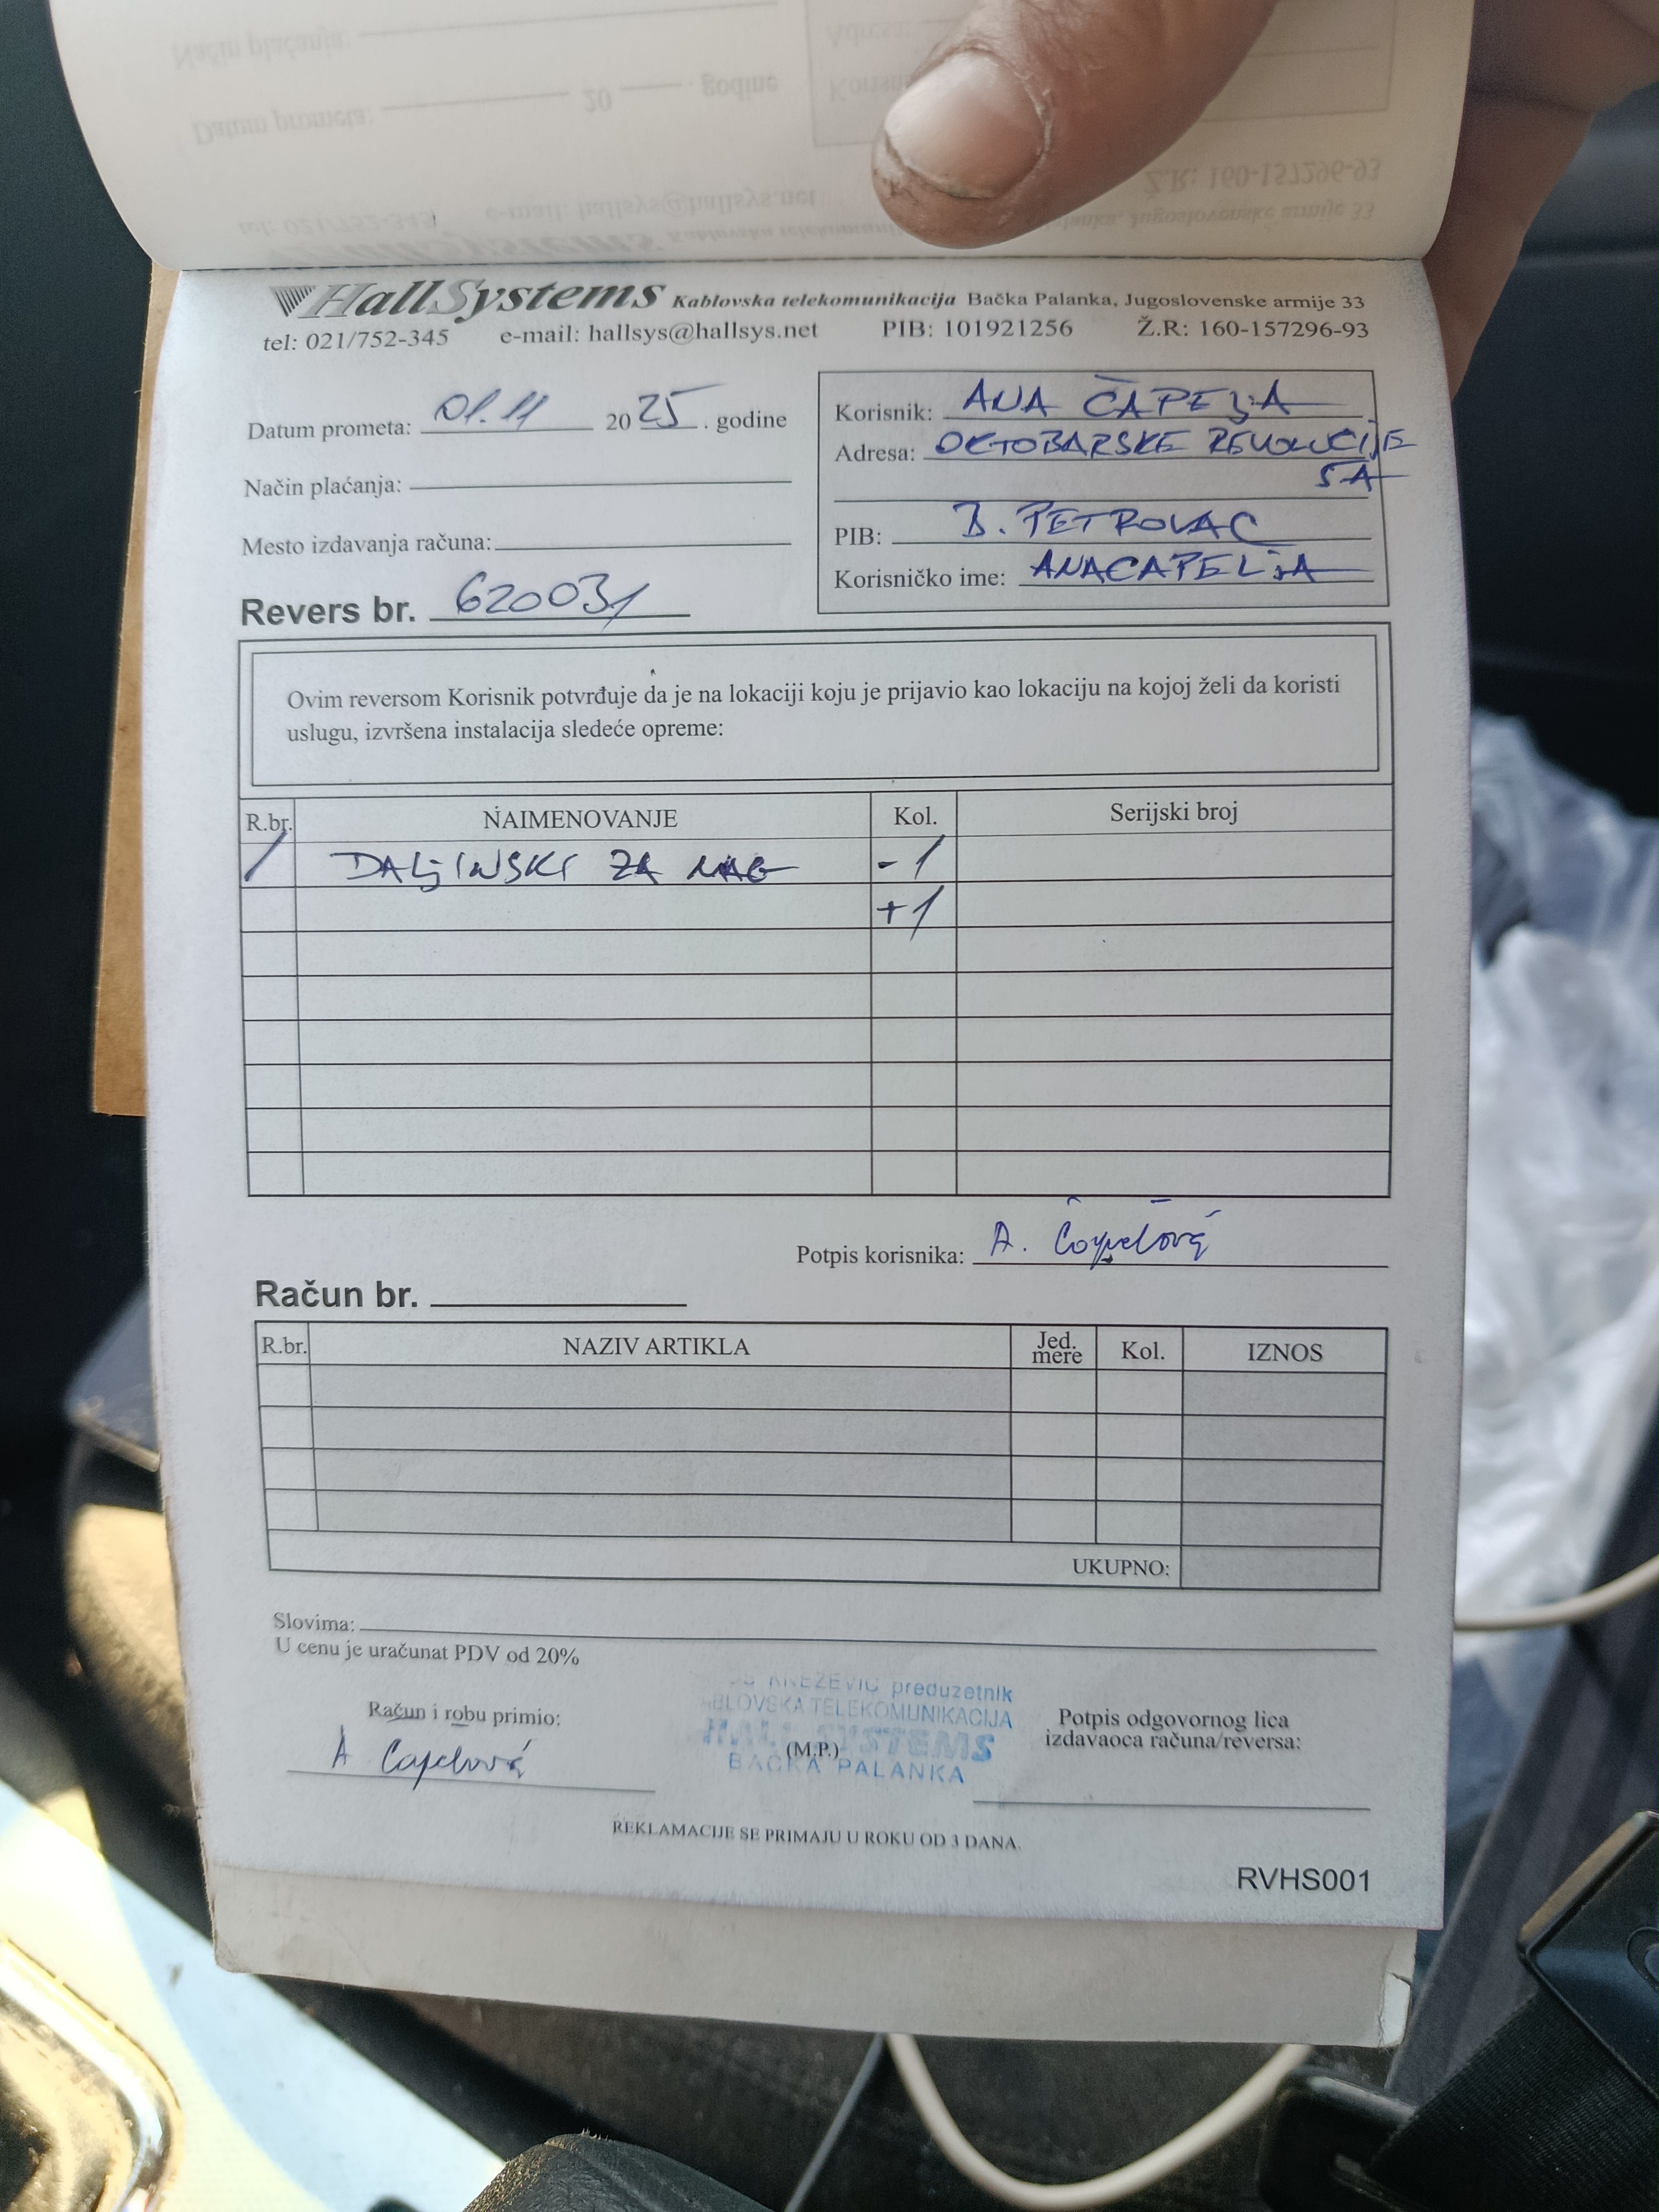 HallSystems Kablovska telekomunikacija Bačka Palanka, Jugoslovenske armije 33
tel: 021/752-345 e-mail: hallsys@hallsys.net PIB: 101921256 Ž.R: 160-157296-93
Datum prometa: 01.11 2025. godine
Način plaćanja:
Mesto izdavanja računa:
Revers br. 620031
Korisnik: ANA ČAPELJA
Adresa: OKTOBARSKE REVOLUCIJE
5A
PIB: B. PETROVAC
Korisničko ime: ANACAPELJA
Ovim reversom Korisnik potvrđuje da je na lokaciji koju je prijavio kao lokaciju na kojoj želi da koristi
uslugu, izvršena instalacija sledeće opreme:
R.br. NAIMENOVANJE Kol. Serijski broj
/ DALJINSKI ZA MAG -1
+1
Potpis korisnika: A. Čapeľová
Račun br.
R.br. NAZIV ARTIKLA Jed. mere Kol. IZNOS
UKUPNO:
Slovima:
U cenu je uračunat PDV od 20%
Račun i robu primio:
A Čapeľová
KNEŽEVIĆ preduzetnik
BLOVSKA TELEKOMUNIKACIJA
HALL SYSTEMS
(M.P.)
BAČKA PALANKA
Potpis odgovornog lica
izdavaoca računa/reversa:
REKLAMACIJE SE PRIMAJU U ROKU OD 3 DANA.
RVHS001